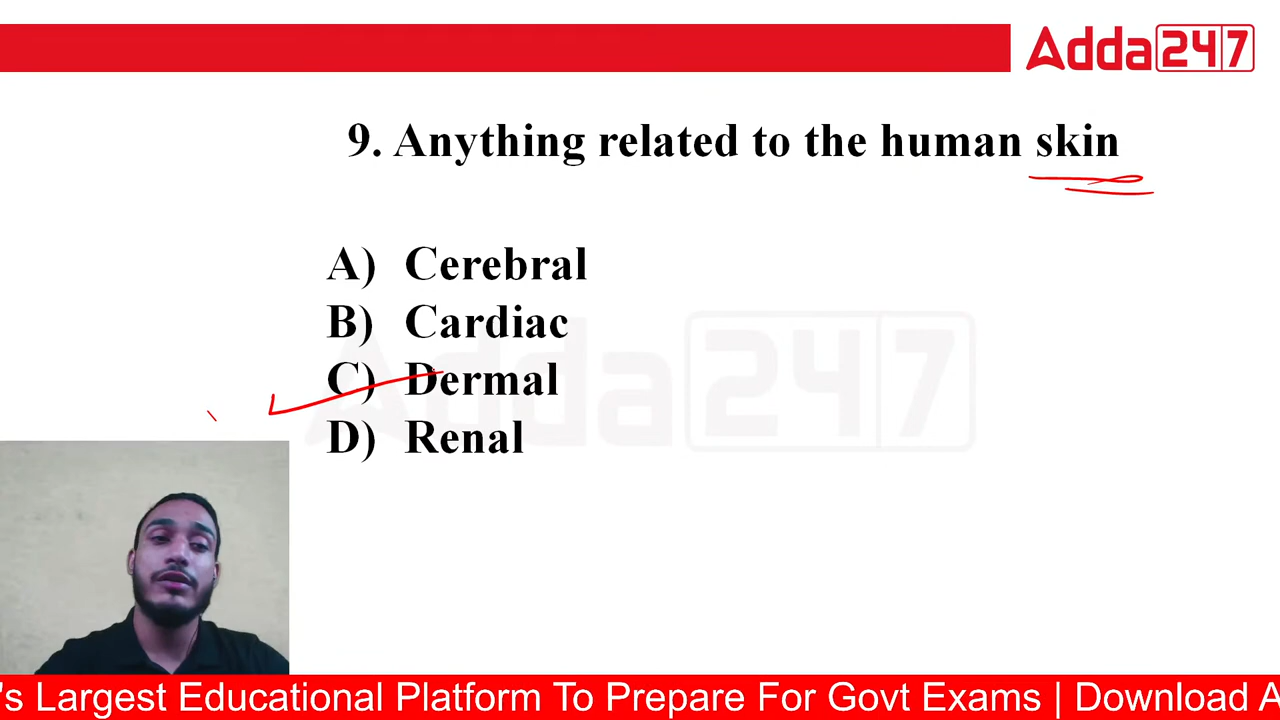 Adda247
9. Anything related to the human skin
A) Cerebral
B) Cardiac
C) Dermal
D) Renal
Adda247
's Largest Educational Platform To Prepare For Govt Exams | Download A